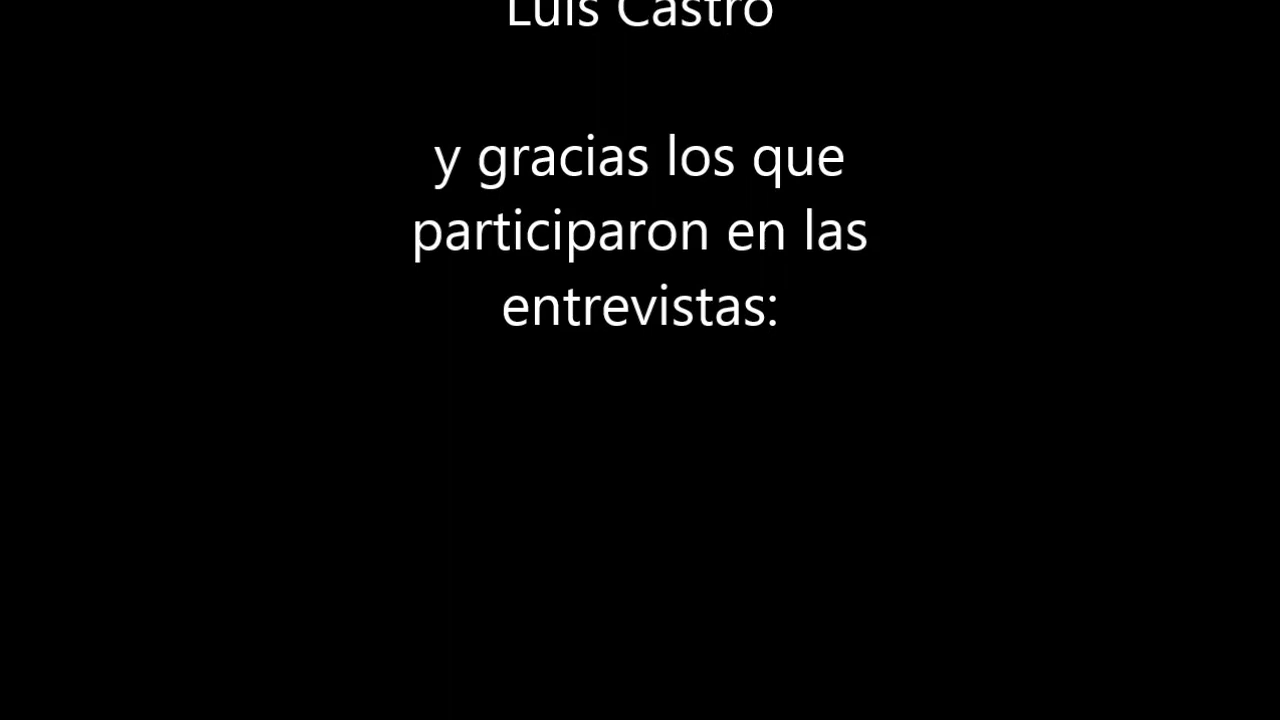 Luis Castro
y gracias los que
participaron en las
entrevistas: